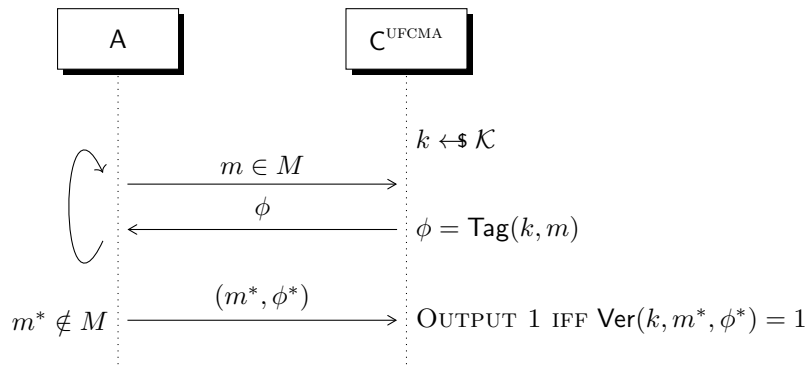 A
C^UFCMA
k ←$ 𝒦
m ∈ M
ϕ
ϕ = Tag(k, m)
(m*, ϕ*)
m* ∉ M
OUTPUT 1 IFF Ver(k, m*, ϕ*) = 1